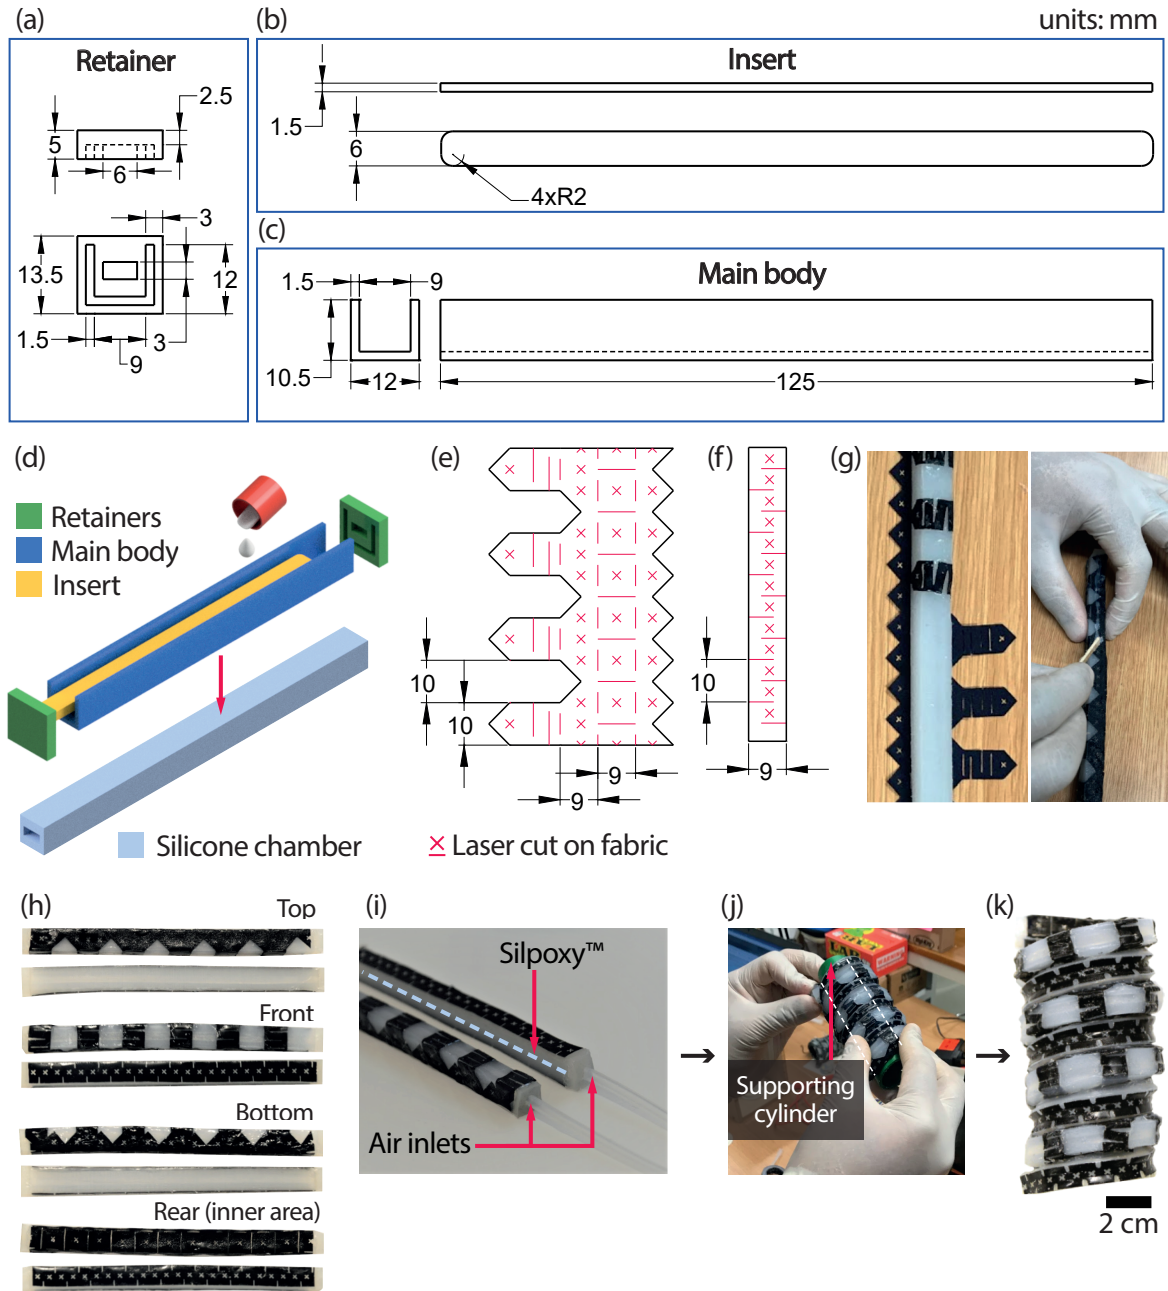 (a)
(b)
units: mm
Retainer
2.5
5
6
3
13.5
12
1.5
9
3
Insert
1.5
6
4xR2
(c)
Main body
1.5
9
10.5
12
125
(d)
Retainers
Main body
Insert
Silicone chamber
(e)
10
10
9
9
(f)
10
9
(g)
× Laser cut on fabric
(h)
Top
Front
Bottom
Rear (inner area)
(i)
Silpoxy™
Air inlets
(j)
Supporting
cylinder
(k)
2 cm